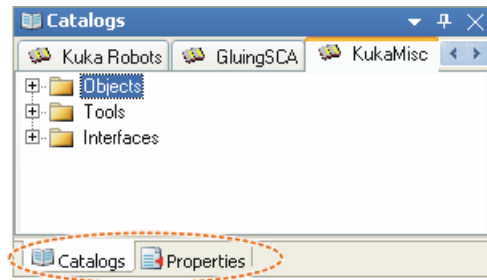 Catalogs
Kuka Robots GluingSCA KukaMisc
Objects
Tools
Interfaces
Catalogs Properties